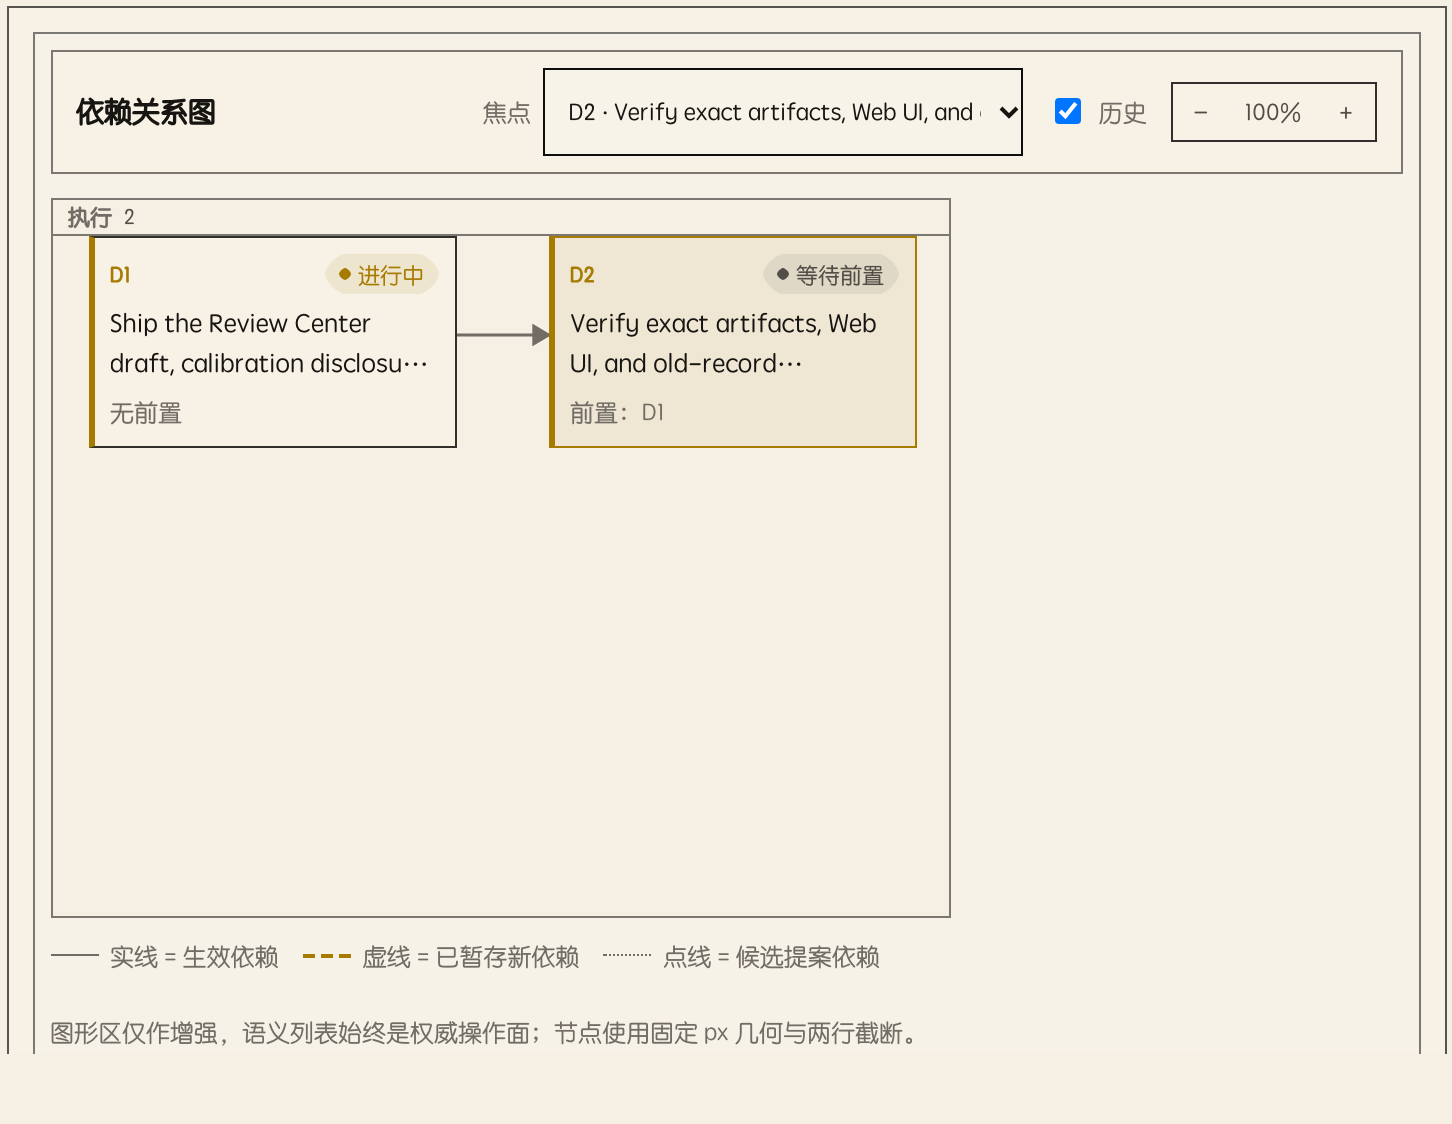 依赖关系图
焦点
D2 · Verify exact artifacts, Web UI, and
历史
− 100% +
执行 2
D1
进行中
Ship the Review Center
draft, calibration disclosu···
无前置
D2
等待前置
Verify exact artifacts, Web
UI, and old-record···
前置：D1
实线 = 生效依赖
虚线 = 已暂存新依赖
点线 = 候选提案依赖
图形区仅作增强，语义列表始终是权威操作面；节点使用固定 px 几何与两行截断。